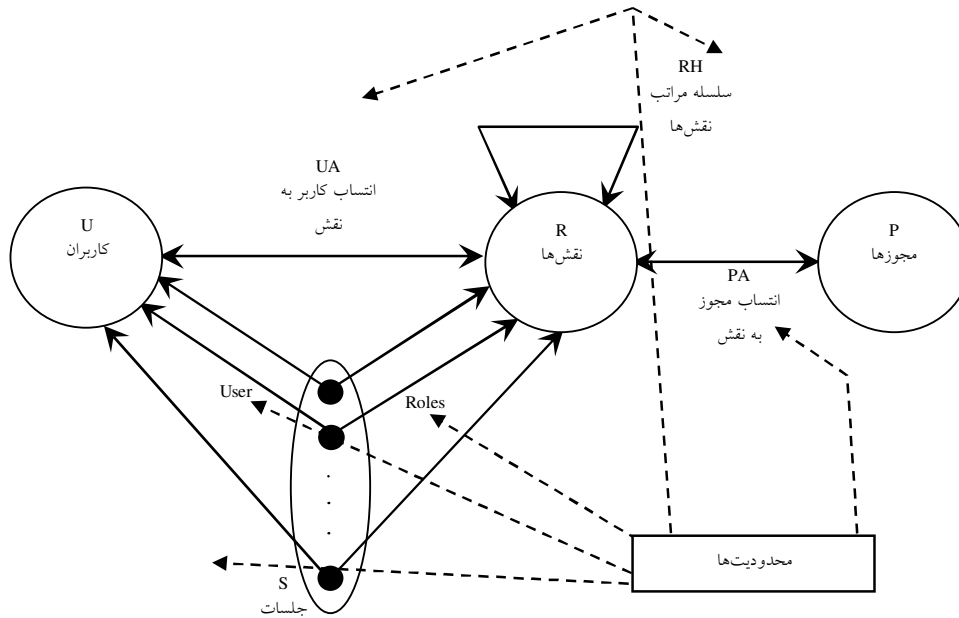 RH
سلسله مراتب
نقش‌ها
UA
انتساب کاربر به
نقش
U
کاربران
R
نقش‌ها
P
مجوزها
PA
انتساب مجوز
به نقش
User
Roles
.
.
.
محدودیت‌ها
S
جلسات